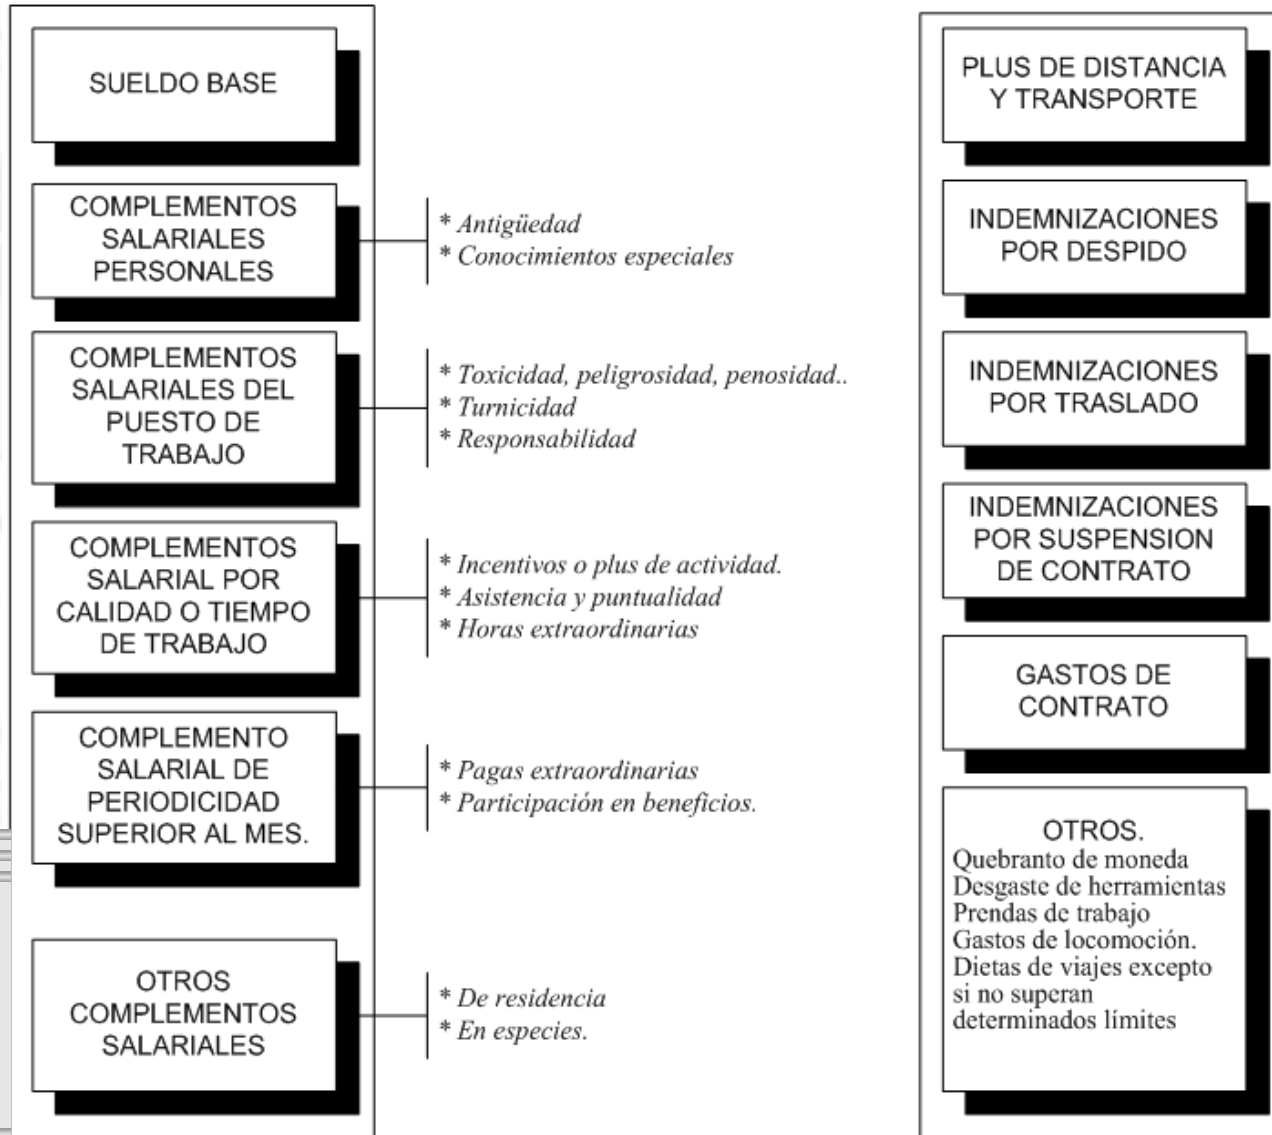 SUELDO BASE
COMPLEMENTOS
SALARIALES
PERSONALES
* Antigüedad
* Conocimientos especiales
COMPLEMENTOS
SALARIALES DEL
PUESTO DE
TRABAJO
* Toxicidad, peligrosidad, penosidad..
* Turnicidad
* Responsabilidad
COMPLEMENTOS
SALARIAL POR
CALIDAD O TIEMPO
DE TRABAJO
* Incentivos o plus de actividad.
* Asistencia y puntualidad
* Horas extraordinarias
COMPLEMENTO
SALARIAL DE
PERIODICIDAD
SUPERIOR AL MES.
* Pagas extraordinarias
* Participación en beneficios.
OTROS
COMPLEMENTOS
SALARIALES
* De residencia
* En especies.
PLUS DE DISTANCIA
Y TRANSPORTE
INDEMNIZACIONES
POR DESPIDO
INDEMNIZACIONES
POR TRASLADO
INDEMNIZACIONES
POR SUSPENSION
DE CONTRATO
GASTOS DE
CONTRATO
OTROS.
Quebranto de moneda
Desgaste de herramientas
Prendas de trabajo
Gastos de locomoción.
Dietas de viajes excepto
si no superan
determinados límites